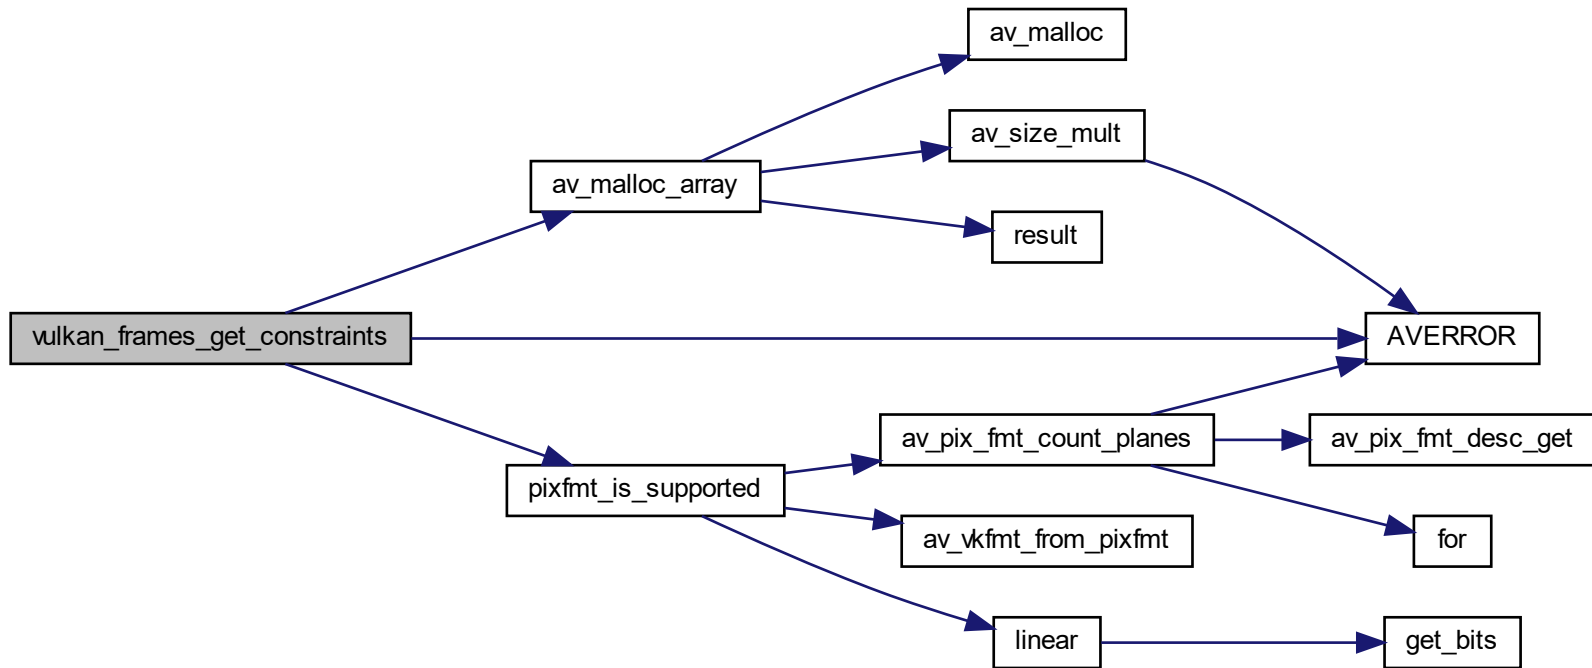 av_malloc
av_size_mult
av_malloc_array
result
vulkan_frames_get_constraints
AVERROR
av_pix_fmt_count_planes
av_pix_fmt_desc_get
pixfmt_is_supported
av_vkfmt_from_pixfmt
for
linear
get_bits